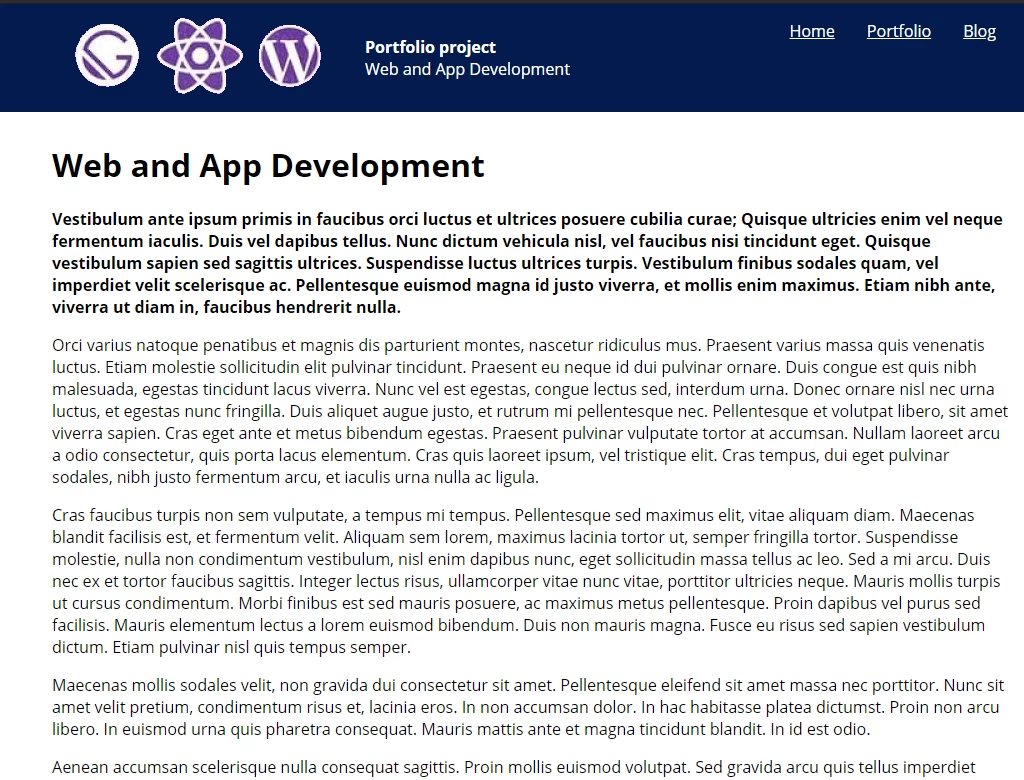 Home Portfolio Blog
Portfolio project
Web and App Development
Web and App Development
Vestibulum ante ipsum primis in faucibus orci luctus et ultrices posuere cubilia curae; Quisque ultricies enim vel neque
fermentum iaculis. Duis vel dapibus tellus. Nunc dictum vehicula nisl, vel faucibus nisi tincidunt eget. Quisque
vestibulum sapien sed sagittis ultrices. Suspendisse luctus ultrices turpis. Vestibulum finibus sodales quam, vel
imperdiet velit scelerisque ac. Pellentesque euismod magna id justo viverra, et mollis enim maximus. Etiam nibh ante,
viverra ut diam in, faucibus hendrerit nulla.
Orci varius natoque penatibus et magnis dis parturient montes, nascetur ridiculus mus. Praesent varius massa quis venenatis
luctus. Etiam molestie sollicitudin elit pulvinar tincidunt. Praesent eu neque id dui pulvinar ornare. Duis congue est quis nibh
malesuada, egestas tincidunt lacus viverra. Nunc vel est egestas, congue lectus sed, interdum urna. Donec ornare nisl nec urna
luctus, et egestas nunc fringilla. Duis aliquet augue justo, et rutrum mi pellentesque nec. Pellentesque et volutpat libero, sit amet
viverra sapien. Cras eget ante et metus bibendum egestas. Praesent pulvinar vulputate tortor at accumsan. Nullam laoreet arcu
a odio consectetur, quis porta lacus elementum. Cras quis laoreet ipsum, vel tristique elit. Cras tempus, dui eget pulvinar
sodales, nibh justo fermentum arcu, et iaculis urna nulla ac ligula.
Cras faucibus turpis non sem vulputate, a tempus mi tempus. Pellentesque sed maximus elit, vitae aliquam diam. Maecenas
blandit facilisis est, et fermentum velit. Aliquam sem lorem, maximus lacinia tortor ut, semper fringilla tortor. Suspendisse
molestie, nulla non condimentum vestibulum, nisl enim dapibus nunc, eget sollicitudin massa tellus ac leo. Sed a mi arcu. Duis
nec ex et tortor faucibus sagittis. Integer lectus risus, ullamcorper vitae nunc vitae, porttitor ultricies neque. Mauris mollis turpis
ut cursus condimentum. Morbi finibus est sed mauris posuere, ac maximus metus pellentesque. Proin dapibus vel purus sed
facilisis. Mauris elementum lectus a lorem euismod bibendum. Duis non mauris magna. Fusce eu risus sed sapien vestibulum
dictum. Etiam pulvinar nisl quis tempus semper.
Maecenas mollis sodales velit, non gravida dui consectetur sit amet. Pellentesque eleifend sit amet massa nec porttitor. Nunc sit
amet velit pretium, condimentum risus et, lacinia eros. In non accumsan dolor. In hac habitasse platea dictumst. Proin non arcu
libero. In euismod urna quis pharetra consequat. Mauris mattis ante et magna tincidunt blandit. In id est odio.
Aenean accumsan scelerisque nulla consequat sagittis. Proin mollis euismod volutpat. Sed gravida arcu quis tellus imperdiet